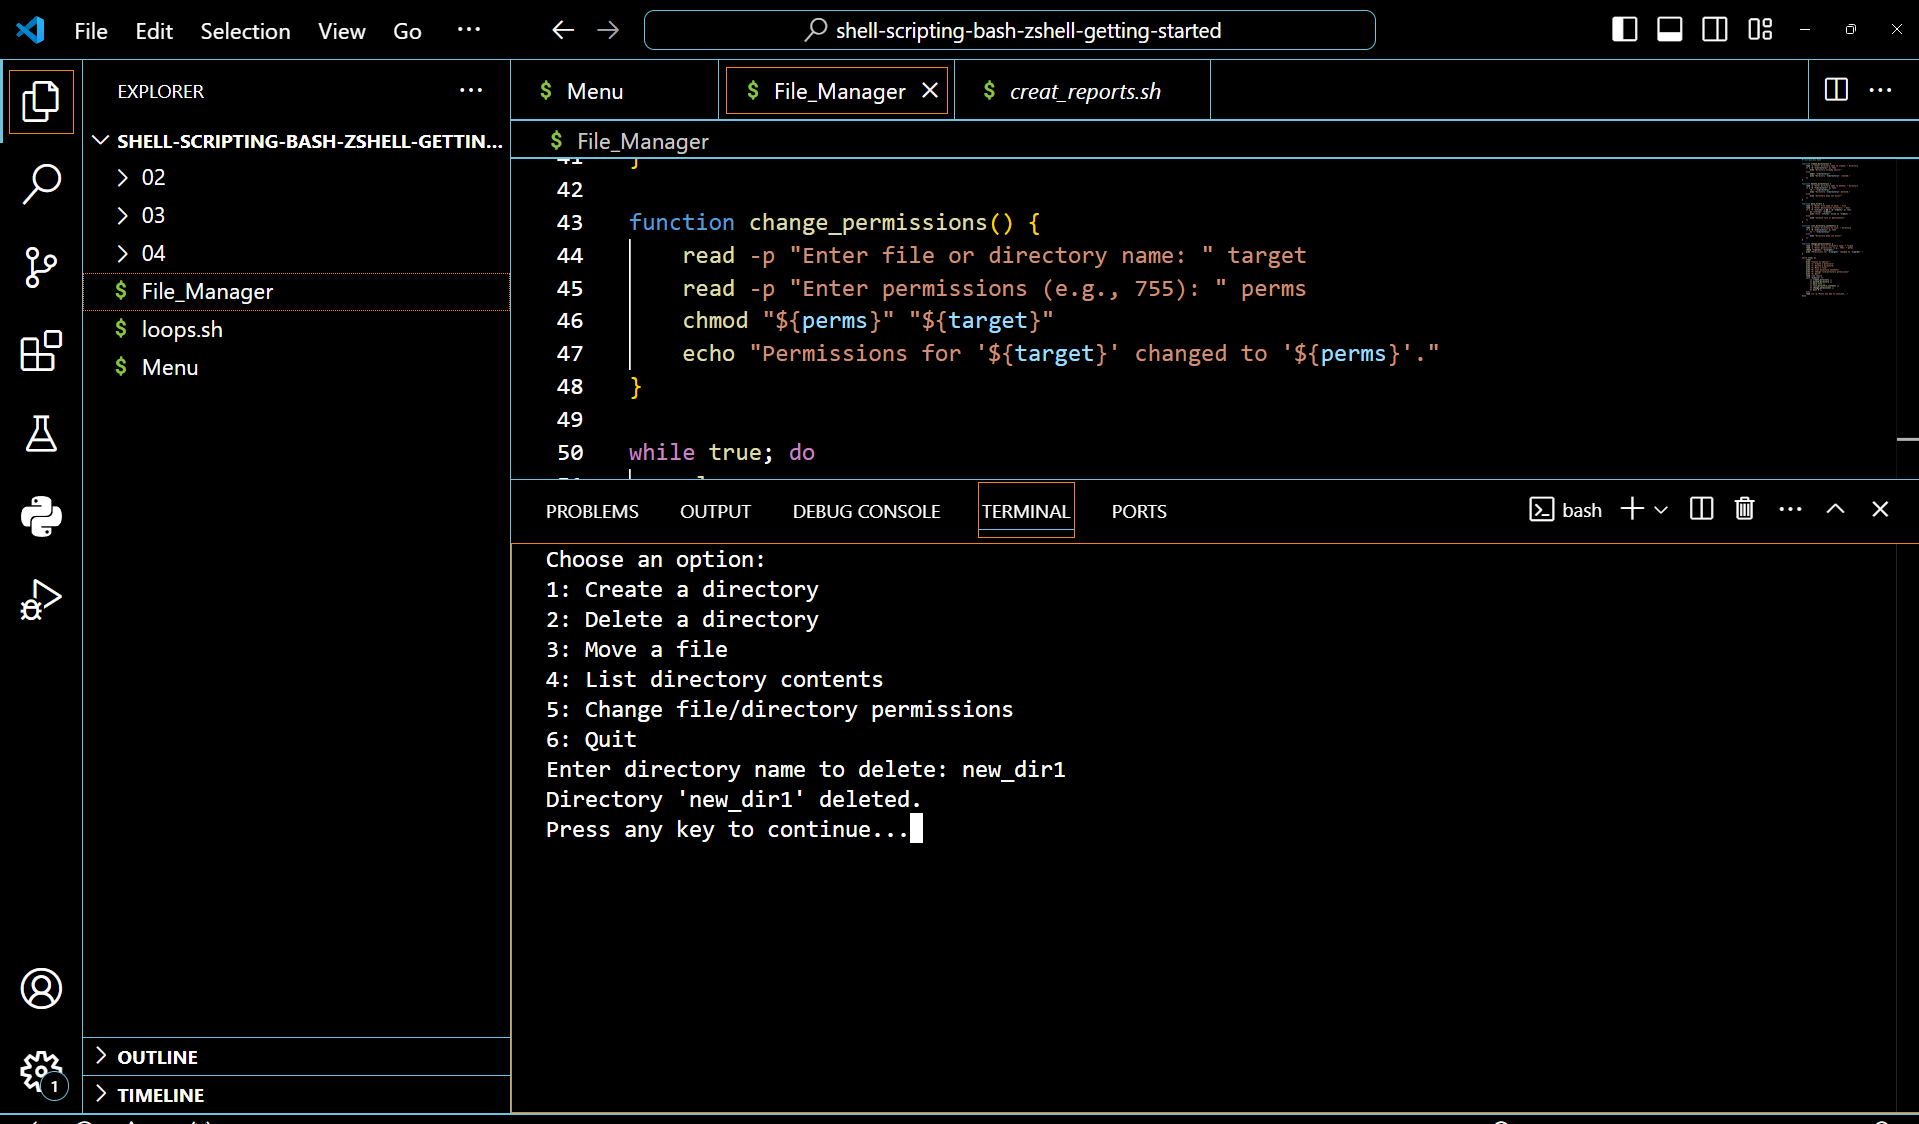 File Edit Selection View Go ...
shell-scripting-bash-zshell-getting-started
EXPLORER
SHELL-SCRIPTING-BASH-ZSHELL-GETTIN...
02
03
04
$ File_Manager
$ loops.sh
$ Menu
OUTLINE
TIMELINE
1
$ Menu
$ File_Manager
$ creat_reports.sh
$ File_Manager
41 }
42
43 function change_permissions() {
44 read -p "Enter file or directory name: " target
45 read -p "Enter permissions (e.g., 755): " perms
46 chmod "${perms}" "${target}"
47 echo "Permissions for '${target}' changed to '${perms}'."
48 }
49
50 while true; do
PROBLEMS OUTPUT DEBUG CONSOLE TERMINAL PORTS
bash
Choose an option:
1: Create a directory
2: Delete a directory
3: Move a file
4: List directory contents
5: Change file/directory permissions
6: Quit
Enter directory name to delete: new_dir1
Directory 'new_dir1' deleted.
Press any key to continue...